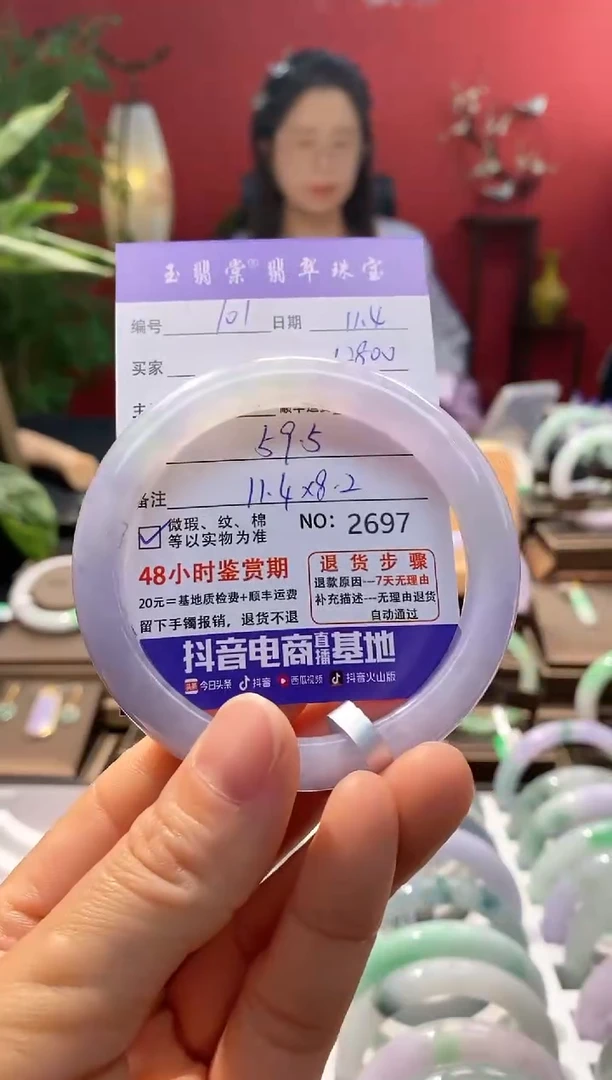 玉翡棠 翡翠珠宝
编号 101 日期 11.4
买家 12800
59.5
备注 11.4x8.2
微瑕、纹、棉
等以实物为准
NO: 2697
48小时鉴赏期
20元=基地质检费+顺丰运费
留下手镯报销，退货不退
退货步骤
退款原因---7天无理由
补充描述---无理由退货
自动通过
抖音电商直播基地
头条 今日头条 抖音 西瓜视频 抖音火山版